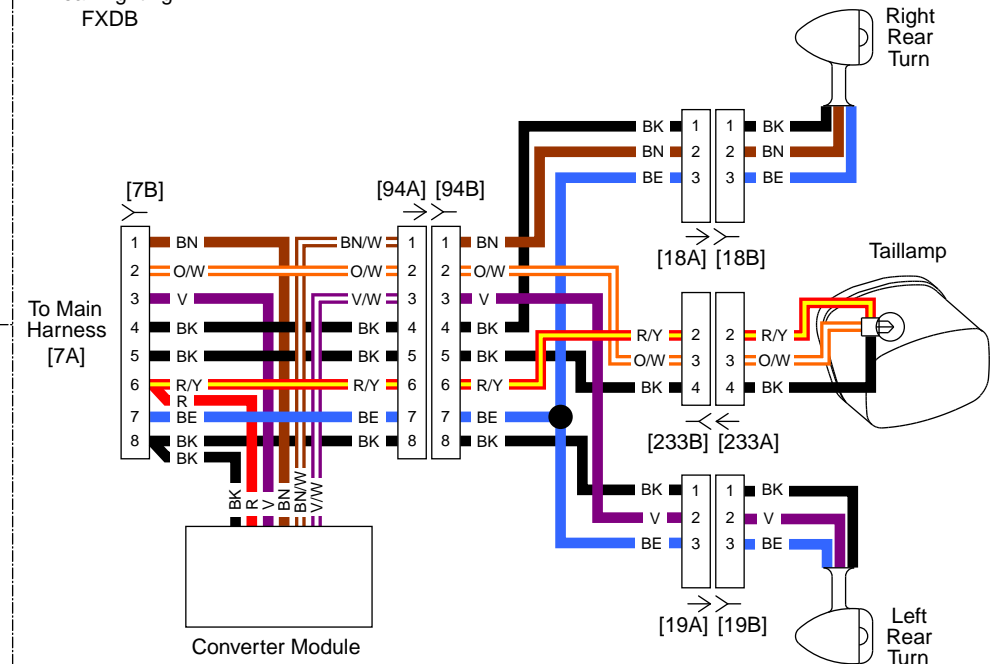 FXDB
Right
Rear
Turn
BK 1 1 BK
BN 2 2 BN
BE 3 3 BE
[18A] [18B]
[7B]
[94A] [94B]
1 BN BN/W 1 1 BN
2 O/W O/W 2 2 O/W
3 V V/W 3 3 V
4 BK BK 4 4 BK
5 BK BK 5 5 BK
6 R/Y R/Y 6 6 R/Y
R
7 BE BE 7 7 BE
8 BK BK 8 8 BK
BK
To Main
Harness
[7A]
Taillamp
R/Y 2 2 R/Y
O/W 3 3 O/W
BK 4 4 BK
[233B] [233A]
BK R V BN BN/W V/W
Converter Module
BK 1 1 BK
V 2 2 V
BE 3 3 BE
[19A] [19B]
Left
Rear
Turn